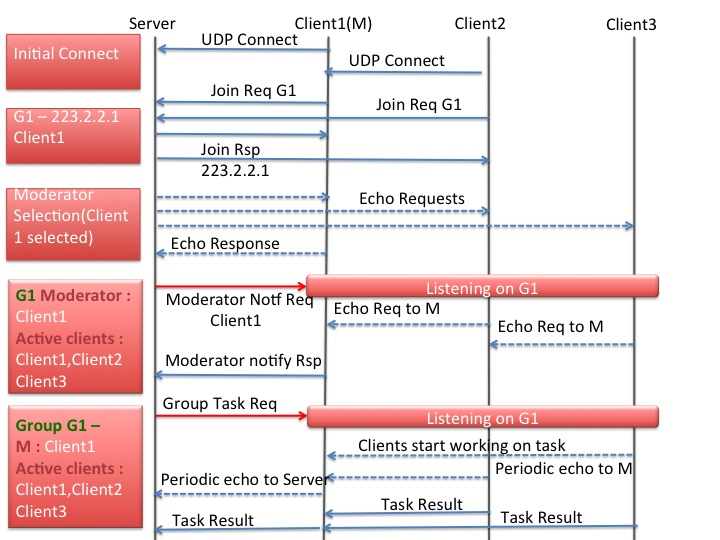 Server
Client1(M)
Client2
Client3
Initial Connect
UDP Connect
UDP Connect
Join Req G1
Join Req G1
G1 – 223.2.2.1
Client1
Join Rsp
223.2.2.1
Moderator
Selection(Client
1 selected)
Echo Requests
Echo Response
G1 Moderator :
Client1
Active clients :
Client1,Client2
Client3
Listening on G1
Moderator Notf Req
Client1
Echo Req to M
Echo Req to M
Moderator notify Rsp
Group Task Req
Listening on G1
Group G1 –
M : Client1
Active clients :
Client1,Client2
Client3
Clients start working on task
Periodic echo to M
Periodic echo to Server
Task Result
Task Result
Task Result